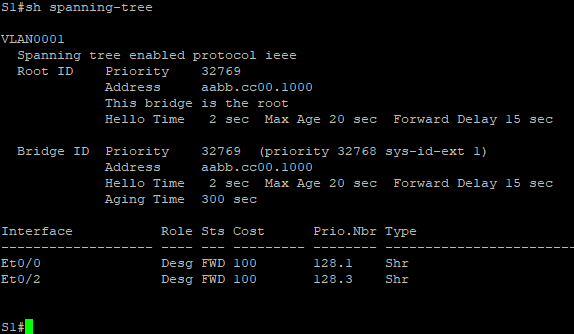 S1#sh spanning-tree
VLAN0001
  Spanning tree enabled protocol ieee
  Root ID    Priority    32769
             Address     aabb.cc00.1000
             This bridge is the root
             Hello Time   2 sec  Max Age 20 sec  Forward Delay 15 sec
  Bridge ID  Priority    32769  (priority 32768 sys-id-ext 1)
             Address     aabb.cc00.1000
             Hello Time   2 sec  Max Age 20 sec  Forward Delay 15 sec
             Aging Time  300 sec
Interface           Role Sts Cost      Prio.Nbr Type
------------------- ---- --- --------- -------- --------------------------------
Et0/0               Desg FWD 100       128.1    Shr
Et0/2               Desg FWD 100       128.3    Shr
S1#